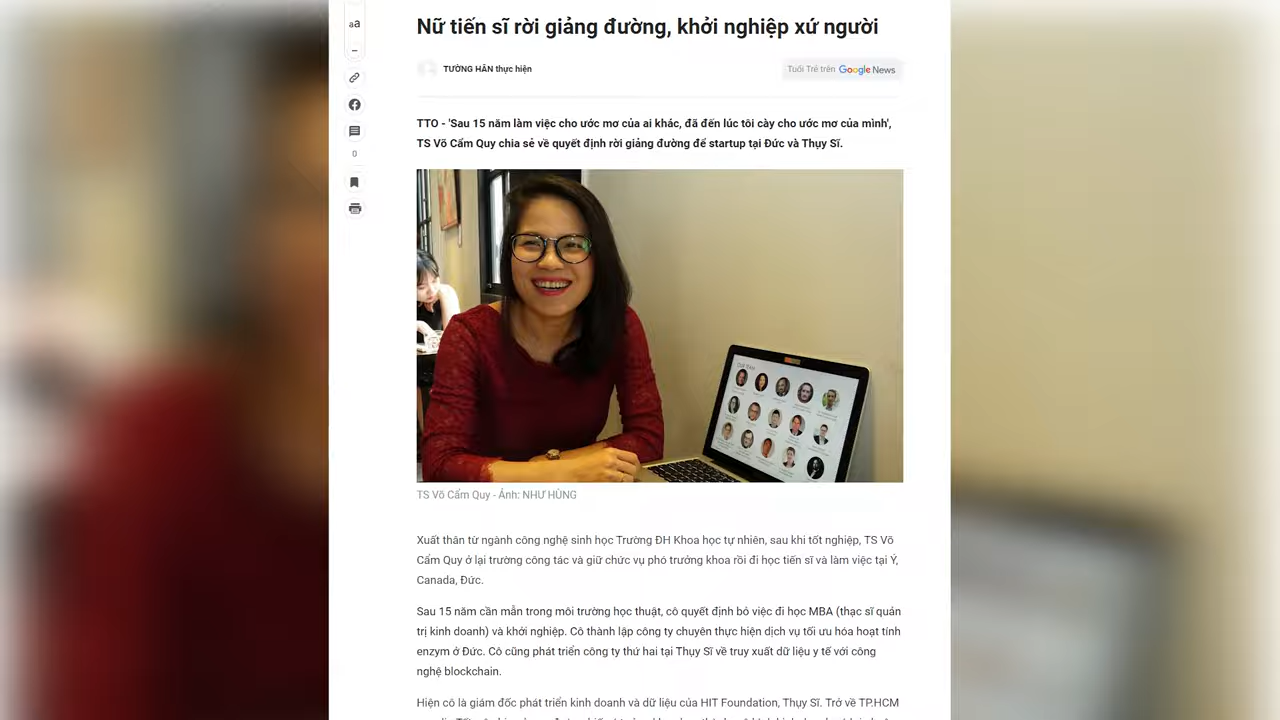 aA
Nữ tiến sĩ rời giảng đường, khởi nghiệp xứ người
TƯỜNG HÂN thực hiện
Tuổi Trẻ trên Google News
TTO - 'Sau 15 năm làm việc cho ước mơ của ai khác, đã đến lúc tôi cày cho ước mơ của mình',
TS Võ Cẩm Quy chia sẻ về quyết định rời giảng đường để startup tại Đức và Thụy Sĩ.
0
TS Võ Cẩm Quy - Ảnh: NHƯ HÙNG
Xuất thân từ ngành công nghệ sinh học Trường ĐH Khoa học tự nhiên, sau khi tốt nghiệp, TS Võ
Cẩm Quy ở lại trường công tác và giữ chức vụ phó trưởng khoa rồi đi học tiến sĩ và làm việc tại Ý,
Canada, Đức.
Sau 15 năm cần mẫn trong môi trường học thuật, cô quyết định bỏ việc đi học MBA (thạc sĩ quản
trị kinh doanh) và khởi nghiệp. Cô thành lập công ty chuyên thực hiện dịch vụ tối ưu hóa hoạt tính
enzym ở Đức. Cô cũng phát triển công ty thứ hai tại Thụy Sĩ về truy xuất dữ liệu y tế với công
nghệ blockchain.
Hiện cô là giám đốc phát triển kinh doanh và dữ liệu của HIT Foundation, Thụy Sĩ. Trở về TP.HCM